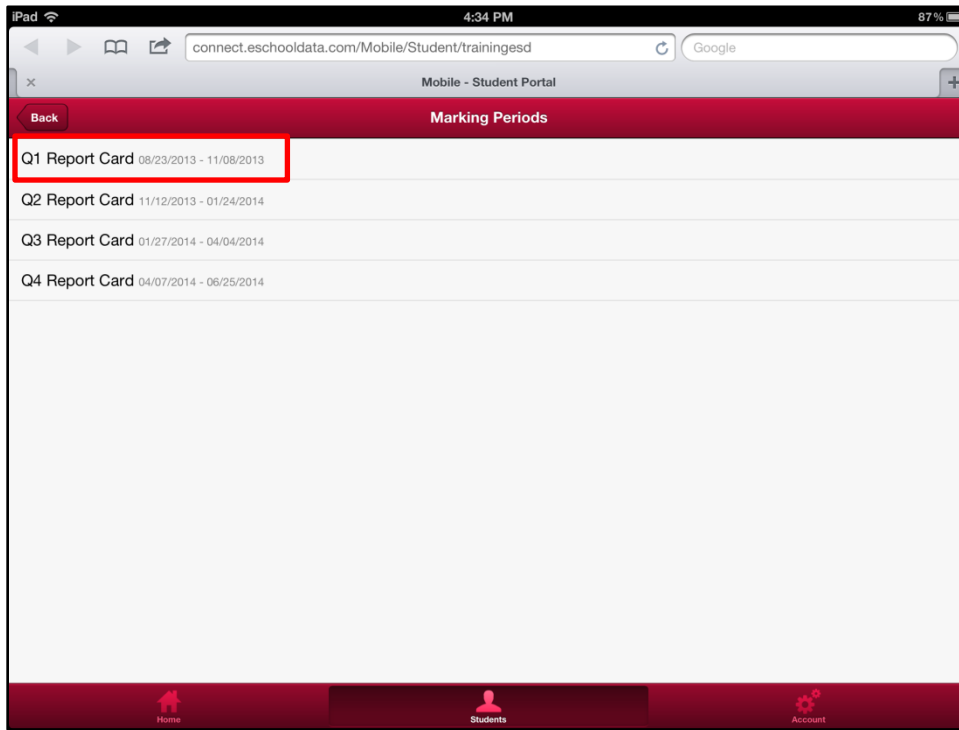 iPad 4:34 PM 87%
connect.eschooldata.com/Mobile/Student/trainingesd Google
Mobile - Student Portal
Back Marking Periods
Q1 Report Card 08/23/2013 - 11/08/2013
Q2 Report Card 11/12/2013 - 01/24/2014
Q3 Report Card 01/27/2014 - 04/04/2014
Q4 Report Card 04/07/2014 - 06/25/2014
Home Students Account